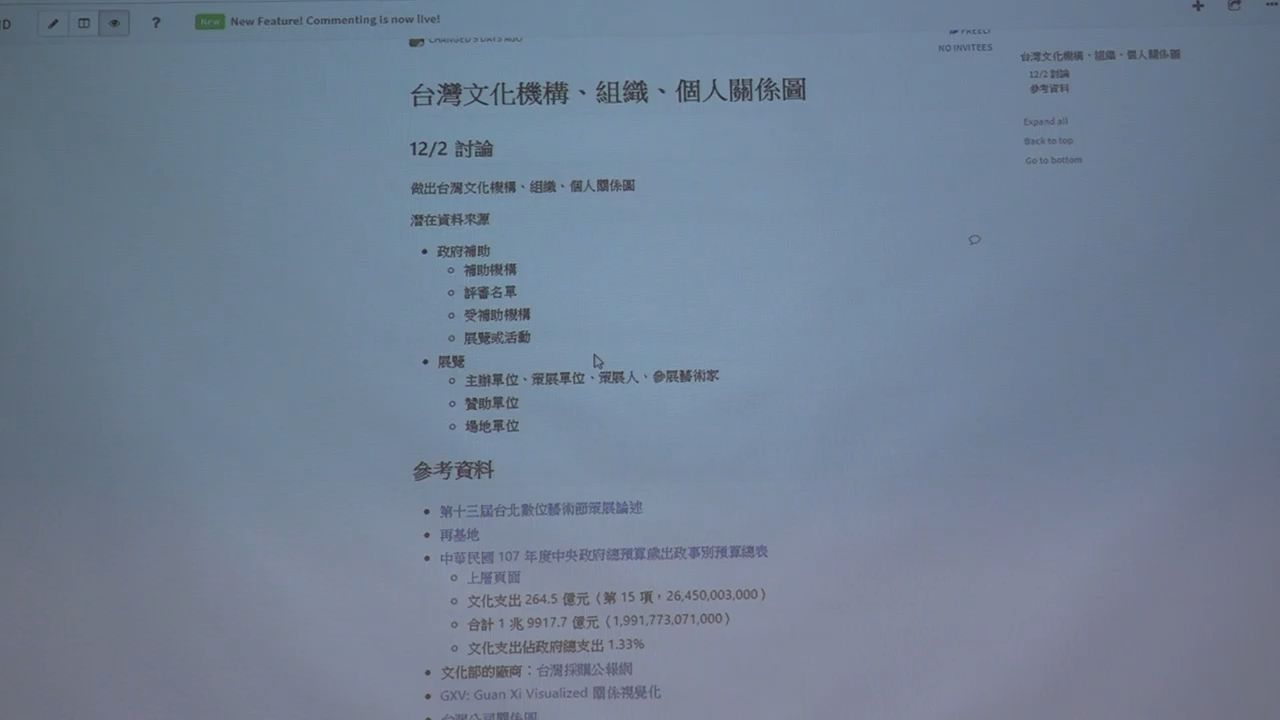 New New Feature! Commenting is now live!
CHANGED 9 DAYS AGO
FREELY
NO INVITEES
台灣文化機構、組織、個人關係圖
12/2 討論
參考資料
Expand all
Back to top
Go to bottom
台灣文化機構、組織、個人關係圖
12/2 討論
做出台灣文化機構、組織、個人關係圖
潛在資料來源
政府補助
補助機構
評審名單
受補助機構
展覽或活動
展覽
主辦單位、策展單位、策展人、參展藝術家
贊助單位
場地單位
參考資料
第十三屆台北數位藝術節策展論述
再基地
中華民國 107 年度中央政府總預算歲出政事別預算總表
上層頁面
文化支出 264.5 億元（第 15 項，26,450,003,000）
合計 1 兆 9917.7 億元（1,991,773,071,000）
文化支出佔政府總支出 1.33%
文化部的廠商：台灣採購公報網
GXV: Guan Xi Visualized 關係視覺化
台灣公司關係圖